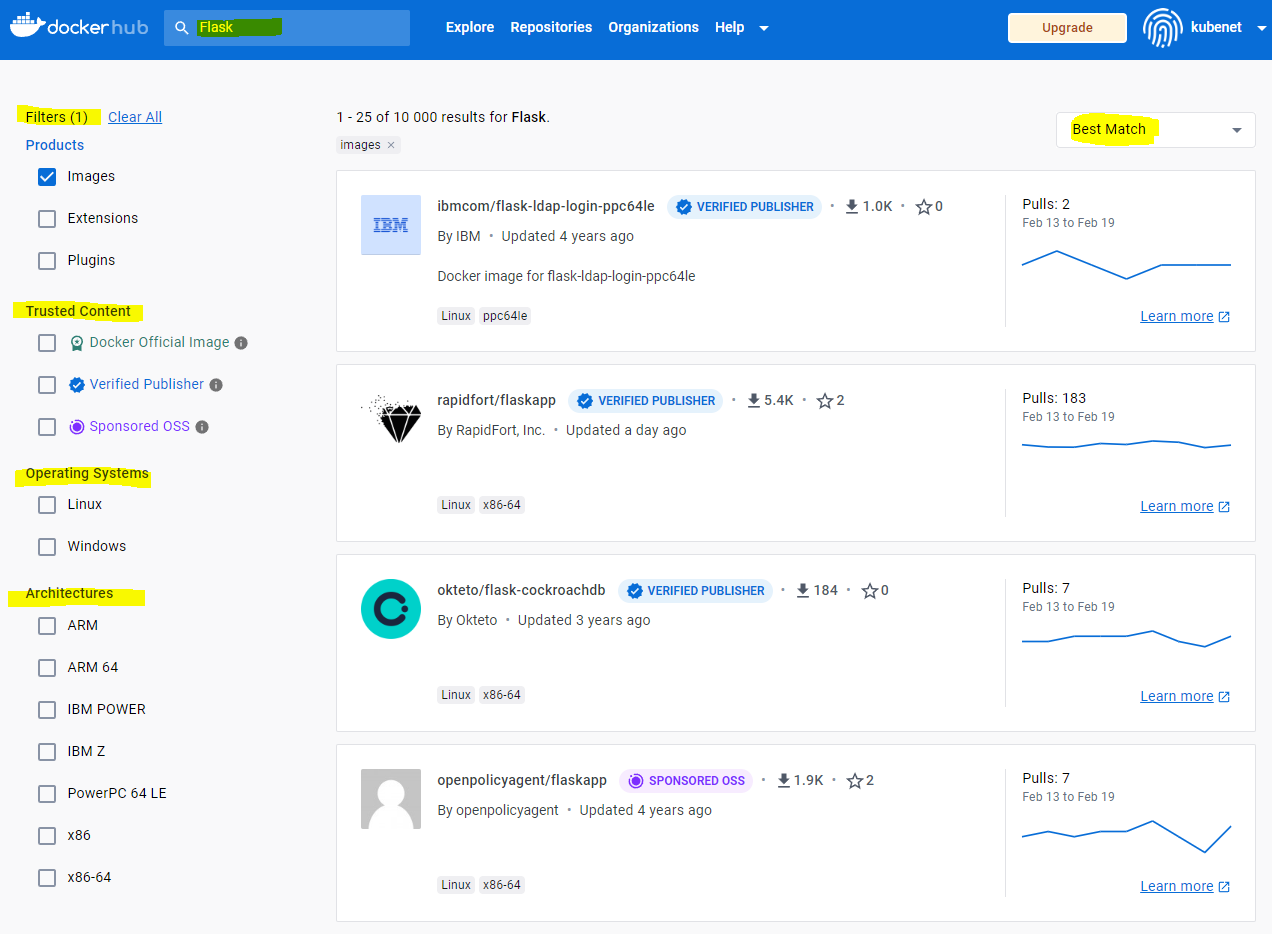 dockerhub Flask Explore Repositories Organizations Help Upgrade kubenet
Filters (1) Clear All
Products
Images
Extensions
Plugins
Trusted Content
Docker Official Image
Verified Publisher
Sponsored OSS
Operating Systems
Linux
Windows
Architectures
ARM
ARM 64
IBM POWER
IBM Z
PowerPC 64 LE
x86
x86-64
1 - 25 of 10 000 results for Flask.
images ×
Best Match
IBM
ibmcom/flask-ldap-login-ppc64le VERIFIED PUBLISHER • 1.0K • 0
By IBM • Updated 4 years ago
Docker image for flask-ldap-login-ppc64le
Linux ppc64le
Pulls: 2
Feb 13 to Feb 19
Learn more
rapidfort/flaskapp VERIFIED PUBLISHER • 5.4K • 2
By RapidFort, Inc. • Updated a day ago
Linux x86-64
Pulls: 183
Feb 13 to Feb 19
Learn more
okteto/flask-cockroachdb VERIFIED PUBLISHER • 184 • 0
By Okteto • Updated 3 years ago
Linux x86-64
Pulls: 7
Feb 13 to Feb 19
Learn more
openpolicyagent/flaskapp SPONSORED OSS • 1.9K • 2
By openpolicyagent • Updated 4 years ago
Linux x86-64
Pulls: 7
Feb 13 to Feb 19
Learn more